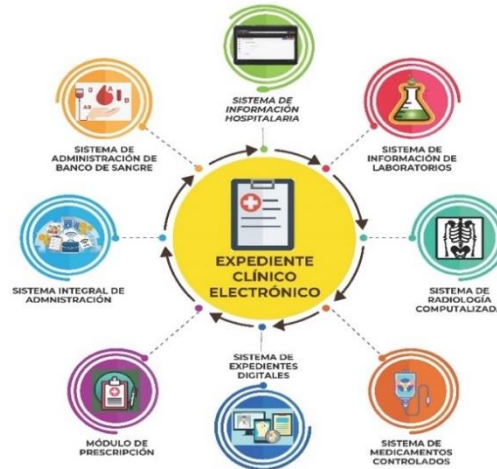 SISTEMA DE
INFORMACIÓN
HOSPITALARIA
SISTEMA DE
ADMINISTRACIÓN DE
BANCO DE SANGRE
SISTEMA DE
INFORMACIÓN DE
LABORATORIOS
EXPEDIENTE
CLÍNICO
ELECTRÓNICO
SISTEMA INTEGRAL DE
ADMNISTRACIÓN
SISTEMA DE
RADIOLOGÍA
COMPUTALIZADA
SISTEMA DE
EXPEDIENTES
DIGITALES
MÓDULO DE
PRESCRIPCIÓN
SISTEMA DE
MEDICAMENTOS
CONTROLADOS